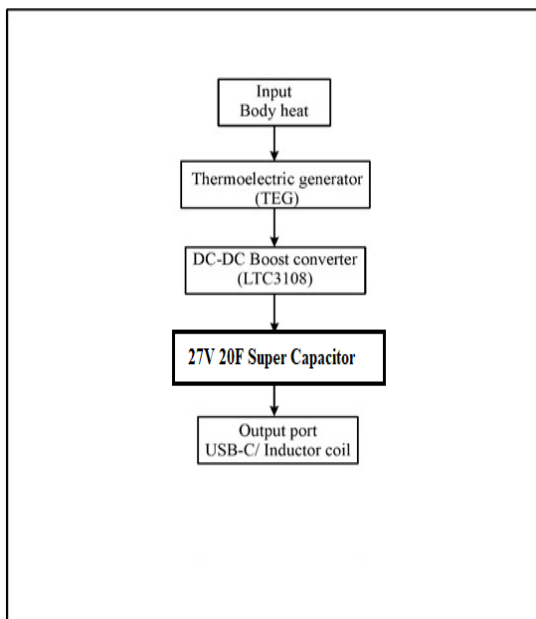 Input
Body heat
Thermoelectric generator
(TEG)
DC-DC Boost converter
(LTC3108)
27V 20F Super Capacitor
Output port
USB-C/ Inductor coil